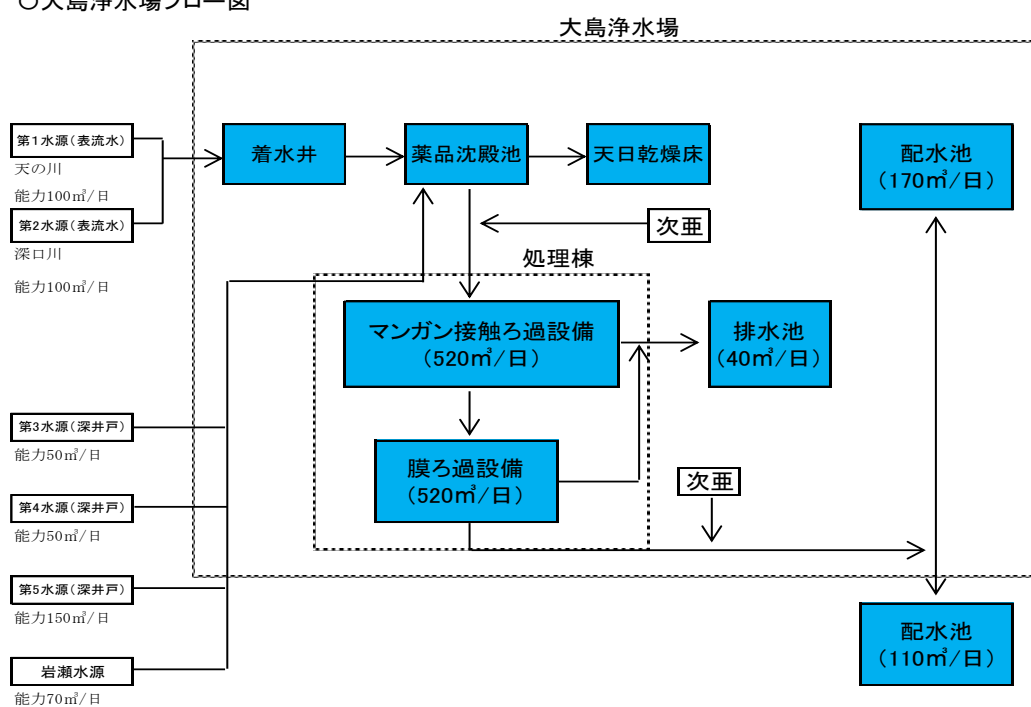 ○大島浄水場フロー図
大島浄水場
第1水源(表流水)
天の川
能力100㎥/日
第2水源(表流水)
深口川
能力100㎥/日
着水井
薬品沈殿池
天日乾燥床
配水池
(170㎥/日)
次亜
処理棟
マンガン接触ろ過設備
(520㎥/日)
排水池
(40㎥/日)
第3水源(深井戸)
能力50㎥/日
膜ろ過設備
(520㎥/日)
次亜
第4水源(深井戸)
能力50㎥/日
第5水源(深井戸)
能力150㎥/日
配水池
(110㎥/日)
岩瀬水源
能力70㎥/日